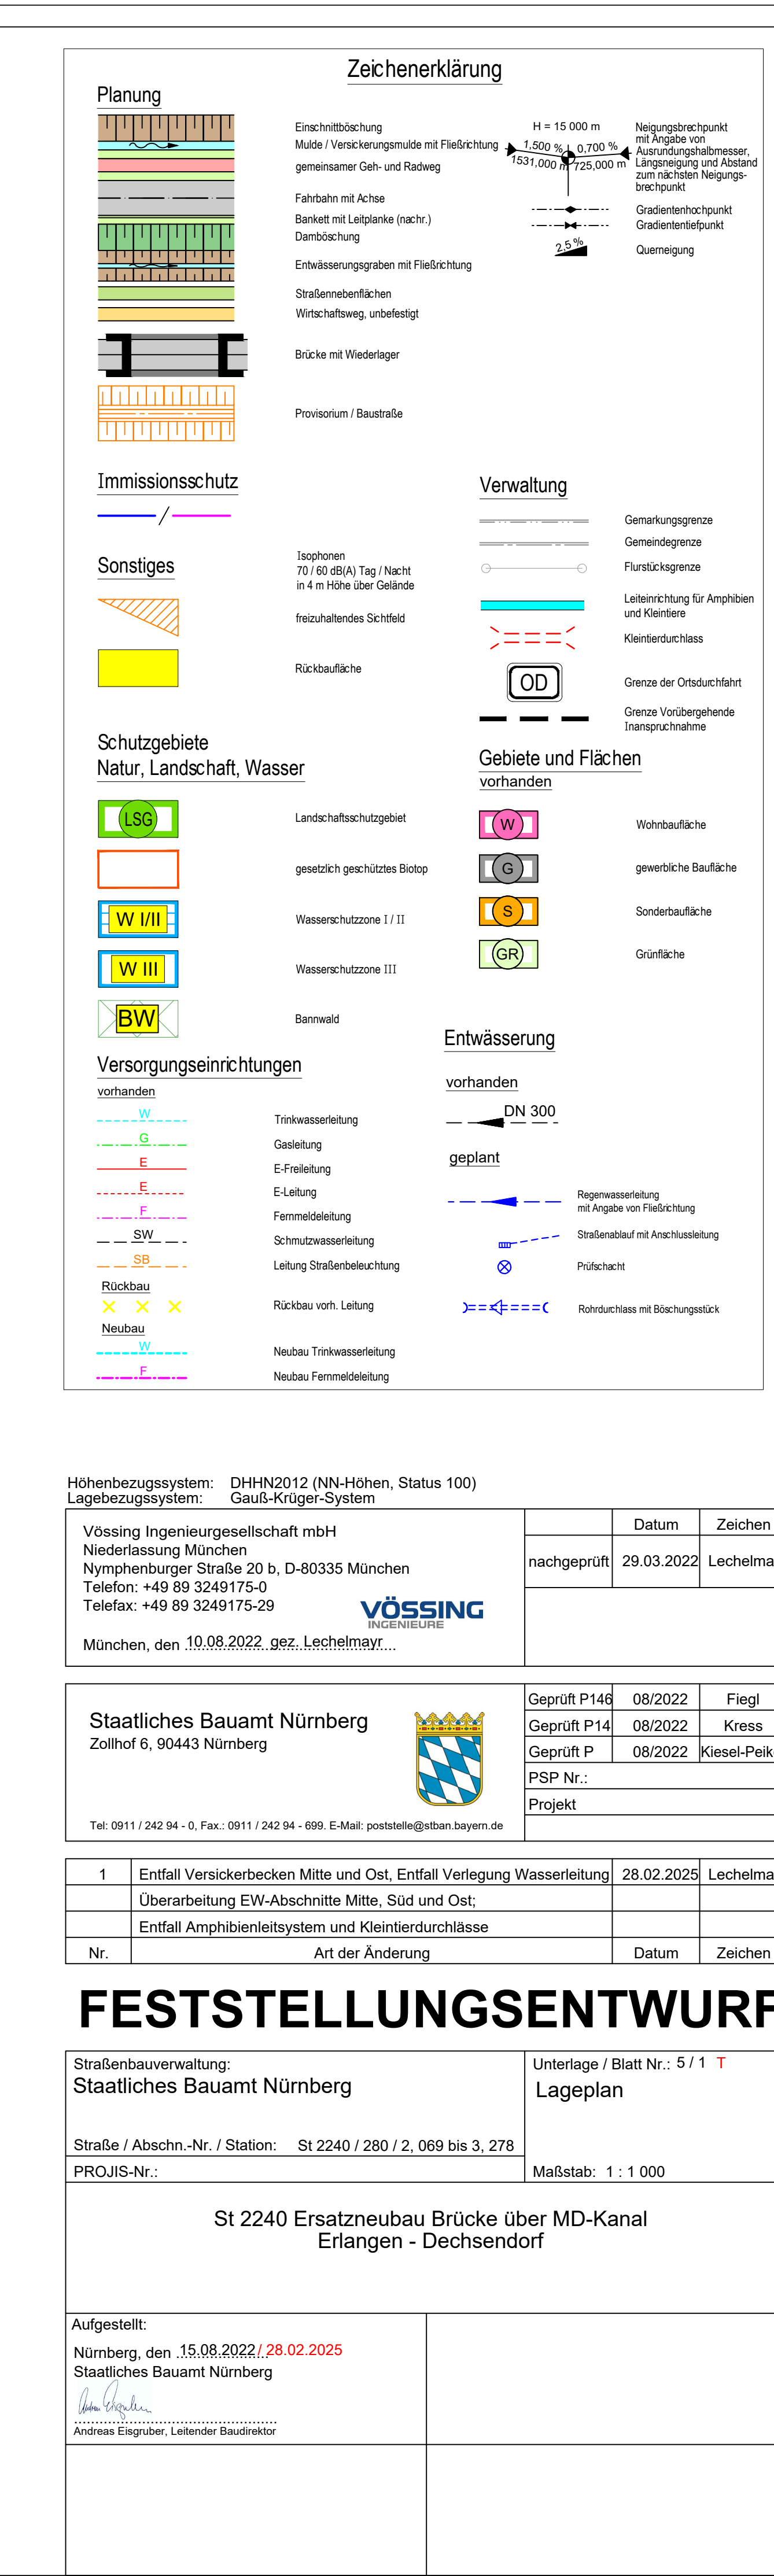 Zeichenerklärung
Planung
Einschnittböschung
Mulde / Versickerungsmulde mit Fließrichtung
gemeinsamer Geh- und Radweg
Fahrbahn mit Achse
Bankett mit Leitplanke (nachr.)
Damböschung
Entwässerungsgraben mit Fließrichtung
Straßennebenflächen
Wirtschaftsweg, unbefestigt
Brücke mit Wiederlager
Provisorium / Baustraße
H = 15 000 m
1,500 % 0,700 %
1531,000 m 725,000 m
Neigungsbrechpunkt
mit Angabe von
Ausrundungshalbmesser,
Längsneigung und Abstand
zum nächsten Neigungs-
brechpunkt
Gradientenhochpunkt
Gradiententiefpunkt
2,5 %
Querneigung
Immissionsschutz
/
Isophonen
70 / 60 dB(A) Tag / Nacht
in 4 m Höhe über Gelände
Sonstiges
freizuhaltendes Sichtfeld
Rückbaufläche
Verwaltung
Gemarkungsgrenze
Gemeindegrenze
Flurstücksgrenze
Leiteinrichtung für Amphibien
und Kleintiere
Kleintierdurchlass
OD
Grenze der Ortsdurchfahrt
Grenze Vorübergehende
Inanspruchnahme
Schutzgebiete
Natur, Landschaft, Wasser
LSG
Landschaftsschutzgebiet
gesetzlich geschütztes Biotop
W I/II
Wasserschutzzone I / II
W III
Wasserschutzzone III
BW
Bannwald
Gebiete und Flächen
vorhanden
W
Wohnbaufläche
G
gewerbliche Baufläche
S
Sonderbaufläche
GR
Grünfläche
Versorgungseinrichtungen
vorhanden
W
Trinkwasserleitung
G
Gasleitung
E
E-Freileitung
E
E-Leitung
F
Fernmeldeleitung
SW
Schmutzwasserleitung
SB
Leitung Straßenbeleuchtung
Rückbau
Rückbau vorh. Leitung
Neubau
W
Neubau Trinkwasserleitung
F
Neubau Fernmeldeleitung
Entwässerung
vorhanden
DN 300
geplant
Regenwasserleitung
mit Angabe von Fließrichtung
Straßenablauf mit Anschlussleitung
Prüfschacht
Rohrdurchlass mit Böschungsstück
Höhenbezugssystem: DHHN2012 (NN-Höhen, Status 100)
Lagebezugssystem: Gauß-Krüger-System
Vössing Ingenieurgesellschaft mbH
Niederlassung München
Nymphenburger Straße 20 b, D-80335 München
Telefon: +49 89 3249175-0
Telefax: +49 89 3249175-29
VÖSSING
INGENIEURE
München, den 10.08.2022 gez. Lechelmayr
Datum Zeichen
nachgeprüft 29.03.2022 Lechelma
Staatliches Bauamt Nürnberg
Zollhof 6, 90443 Nürnberg
Tel: 0911 / 242 94 - 0, Fax.: 0911 / 242 94 - 699. E-Mail: poststelle@stban.bayern.de
Geprüft P146 08/2022 Fiegl
Geprüft P14 08/2022 Kress
Geprüft P 08/2022 Kiesel-Peik
PSP Nr.:
Projekt
1 Entfall Versickerbecken Mitte und Ost, Entfall Verlegung Wasserleitung 28.02.2025 Lechelma
Überarbeitung EW-Abschnitte Mitte, Süd und Ost;
Entfall Amphibienleitsystem und Kleintierdurchlässe
Nr. Art der Änderung Datum Zeichen
FESTSTELLUNGSENTWURF
Straßenbauverwaltung:
Staatliches Bauamt Nürnberg
Straße / Abschn.-Nr. / Station: St 2240 / 280 / 2, 069 bis 3, 278
PROJIS-Nr.:
Unterlage / Blatt Nr.: 5 / 1 T
Lageplan
Maßstab: 1 : 1 000
St 2240 Ersatzneubau Brücke über MD-Kanal
Erlangen - Dechsendorf
Aufgestellt:
Nürnberg, den 15.08.2022 / 28.02.2025
Staatliches Bauamt Nürnberg
Andreas Eisgruber
Andreas Eisgruber, Leitender Baudirektor